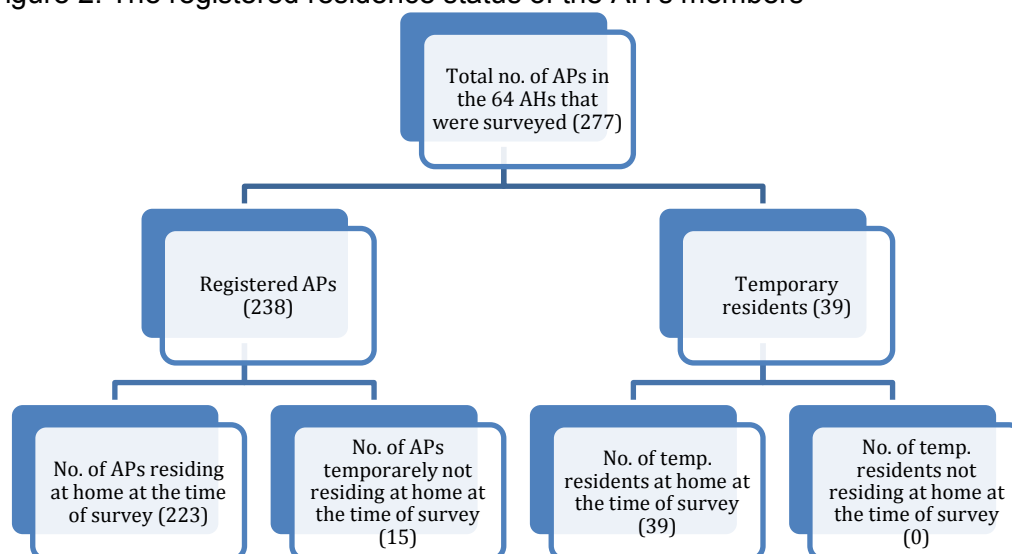 igure 2: The registered residence status of the AH's members
Total no. of APs in
the 64 AHs that
were surveyed (277)
Registered APs
(238)
Temporary
residents (39)
No. of APs residing
at home at the time
of survey (223)
No. of APs
temporarely not
residing at home at
the time of survey
(15)
No. of temp.
residents at home at
the time of survey
(39)
No. of temp.
residents not
residing at home at
the time of survey
(0)